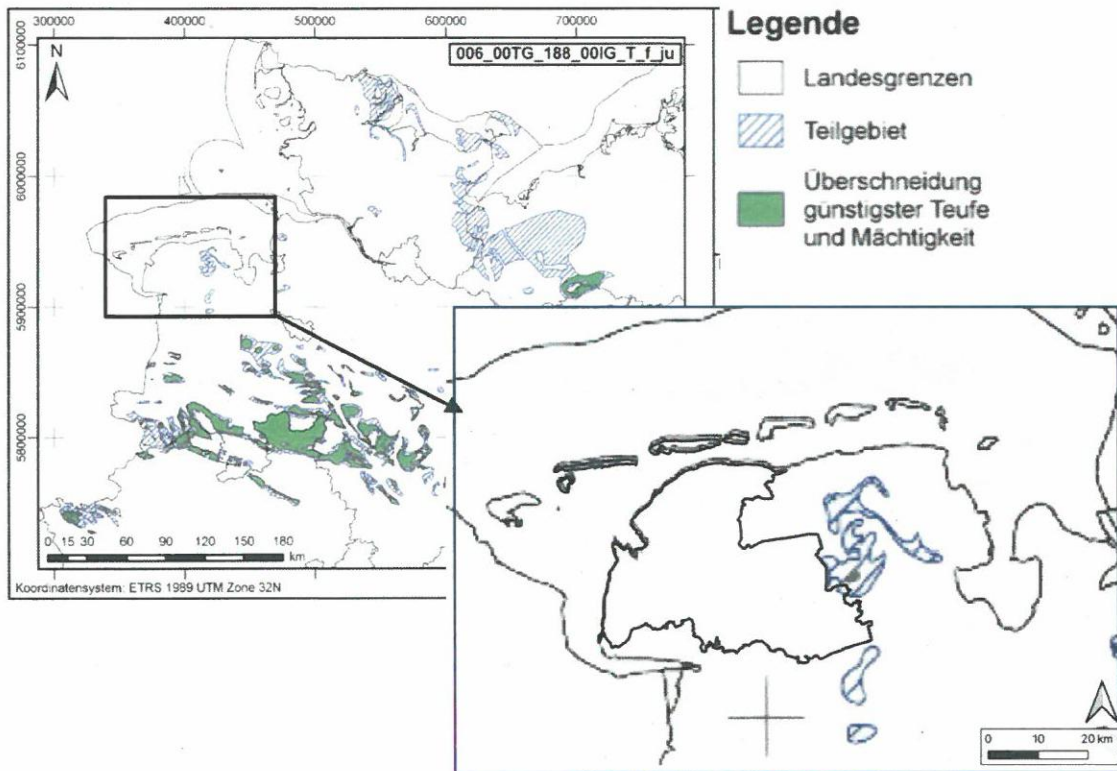 300000 400000 500000 600000 700000
6100000
6000000
5900000
5800000
N
006_00TG_188_00IG_T_f_ju
0 15 30 60 90 120 150 180
km
Koordinatensystem: ETRS 1989 UTM Zone 32N
Legende
Landesgrenzen
Teilgebiet
Überschneidung
günstigster Teufe
und Mächtigkeit
0 10 20 km